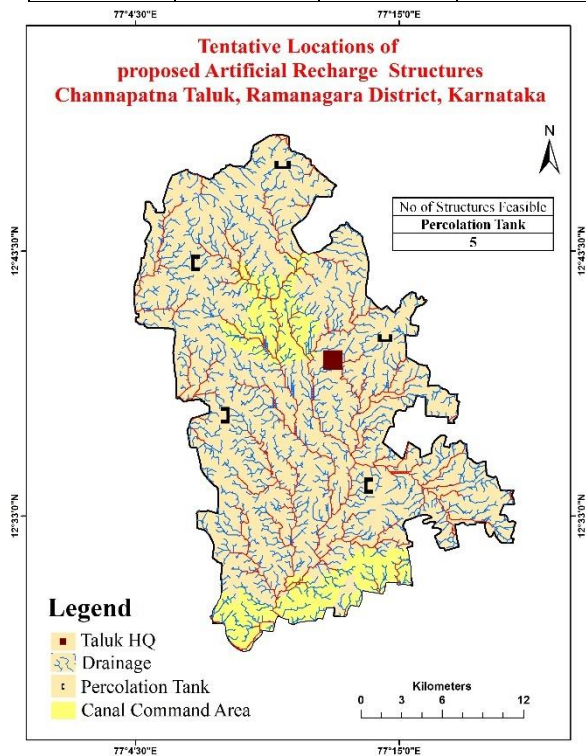 77°4'30"E
77°15'0"E
Tentative Locations of
proposed Artificial Recharge Structures
Channapatna Taluk, Ramanagara District, Karnataka
N
No of Structures Feasible
Percolation Tank
5
12°43'30"N
12°43'30"N
12°33'0"N
12°33'0"N
Legend
Taluk HQ
Drainage
Percolation Tank
Canal Command Area
Kilometers
0 3 6 12
77°4'30"E
77°15'0"E